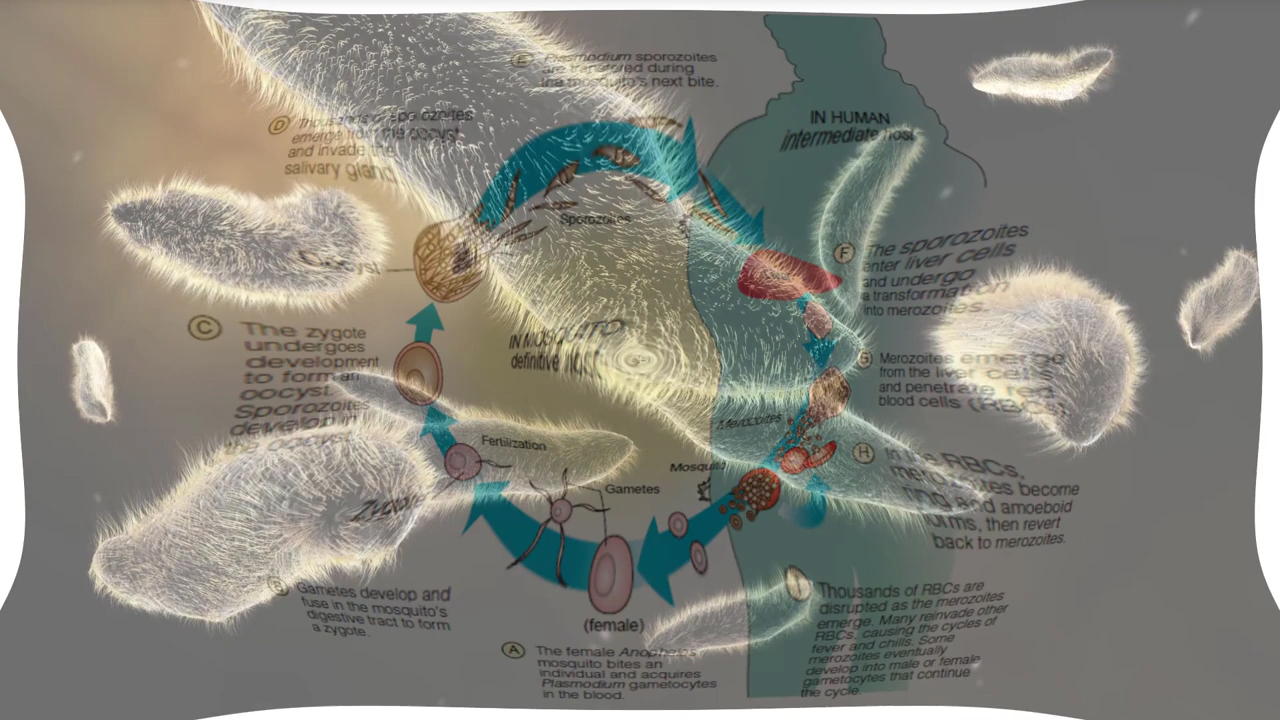 E Plasmodium sporozoites
are transferred during
the mosquito's next bite.
IN HUMAN
intermediate host
D Thousands of sporozoites
emerge from the oocyst
and invade the
salivary gland
Sporozoites
F The sporozoites
enter liver cells
and undergo
a transformation
into merozoites.
C The zygote
undergoes
development
to form an
oocyst.
Sporozoites
develop in
the oocyst.
IN MOSQUITO
definitive host
G Merozoites emerge
from the liver cells
and penetrate red
blood cells (RBCs)
Merozoites
Fertilization
Mosquito
Gametes
H In the RBCs,
merozoites become
ring and amoeboid
forms, then revert
back to merozoites.
Zygote
B Gametes develop and
fuse in the mosquito's
digestive tract to form
a zygote.
(female)
A The female Anopheles
mosquito bites an
individual and acquires
Plasmodium gametocytes
in the blood.
I Thousands of RBCs are
disrupted as the merozoites
emerge. Many reinvade other
RBCs, causing the cycles of
fever and chills. Some
merozoites eventually
develop into male or female
gametocytes that continue
the cycle.